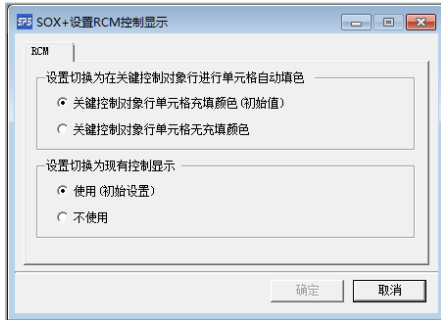 SPS SOX+设置RCM控制显示
RCM
设置切换为在关键控制对象行进行单元格自动填色
关键控制对象行单元格充填颜色(初始值)
关键控制对象行单元格无充填颜色
设置切换为现有控制显示
使用(初始设置)
不使用
确定
取消